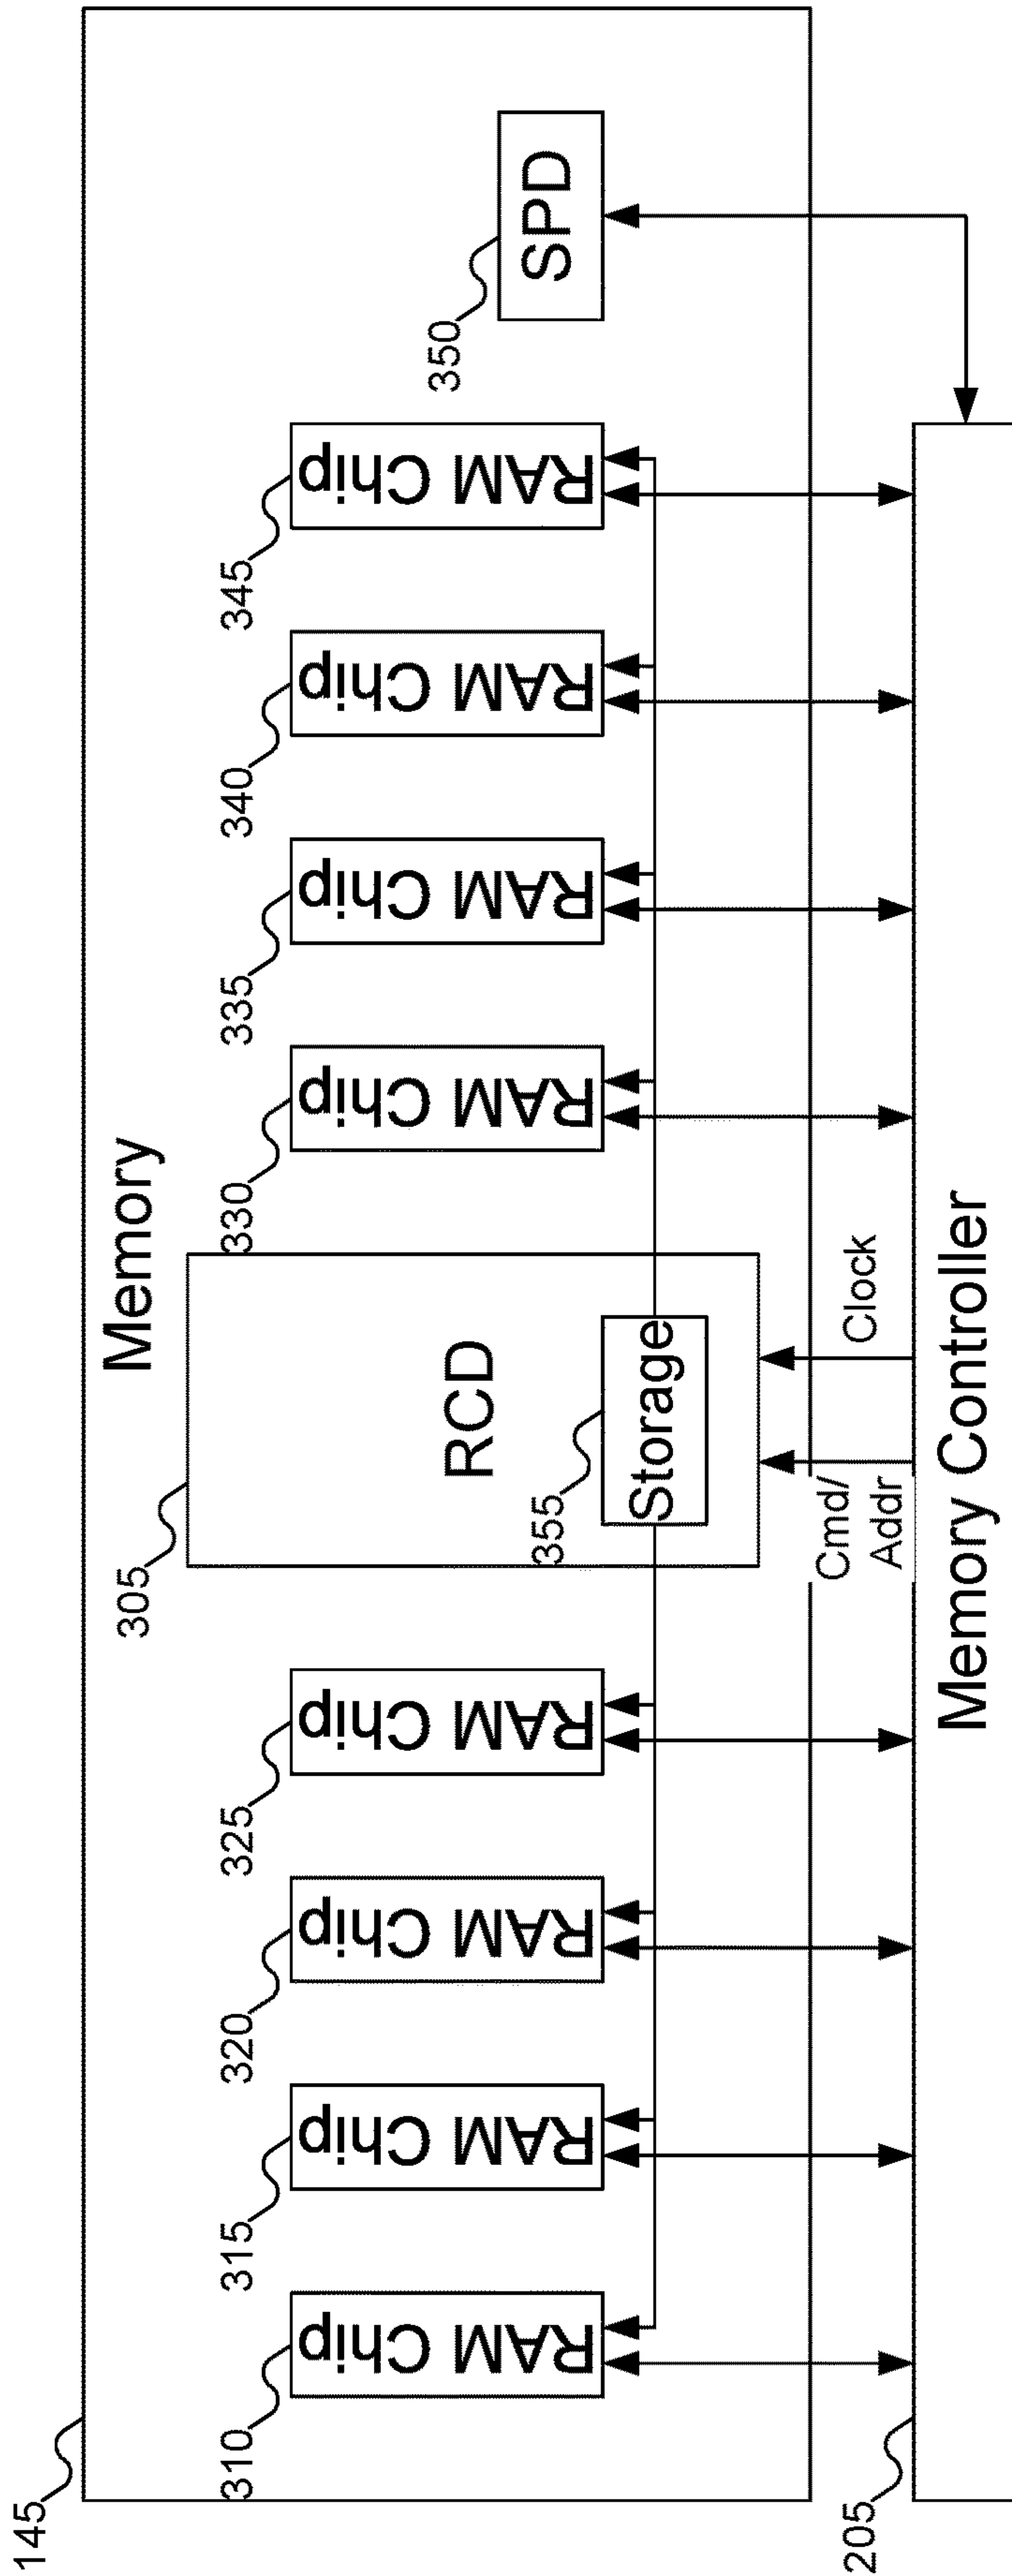 145
Memory
305
RCD
355
Storage
310
RAM Chip
315
RAM Chip
320
RAM Chip
325
RAM Chip
330
RAM Chip
335
RAM Chip
340
RAM Chip
345
RAM Chip
350
SPD
Cmd/
Addr
Clock
205
Memory Controller